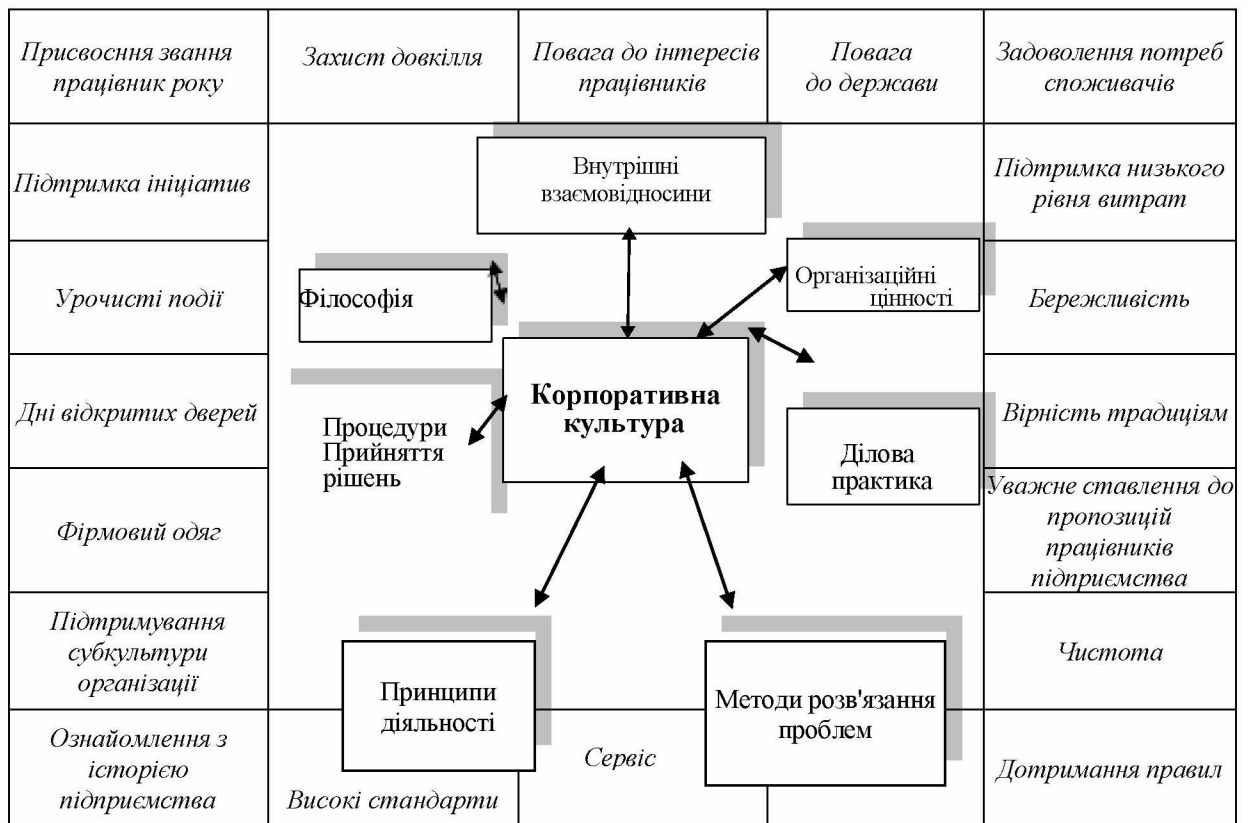 Присвоєння звання
працівник року
Захист довкілля
Повага до інтересів
працівників
Повага
до держави
Задоволення потреб
споживачів
Підтримка ініціатив
Внутрішні
взаємовідносини
Підтримка низького
рівня витрат
Урочисті події
Філософія
Організаційні
цінності
Бережливість
Дні відкритих дверей
Процедури
Прийняття
рішень
Корпоративна
культура
Ділова
практика
Вірність традиціям
Фірмовий одяг
Уважне ставлення до
пропозицій
працівників
підприємства
Підтримування
субкультури
організації
Принципи
діяльності
Методи розв'язання
проблем
Чистота
Ознайомлення з
історією
підприємства
Високі стандарти
Сервіс
Дотримання правил